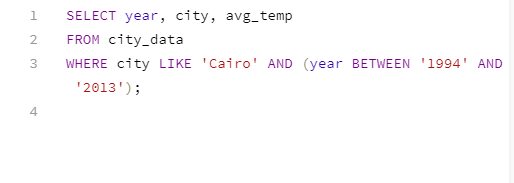 1 SELECT year, city, avg_temp
2 FROM city_data
3 WHERE city LIKE 'Cairo' AND (year BETWEEN '1994' AND
'2013');
4